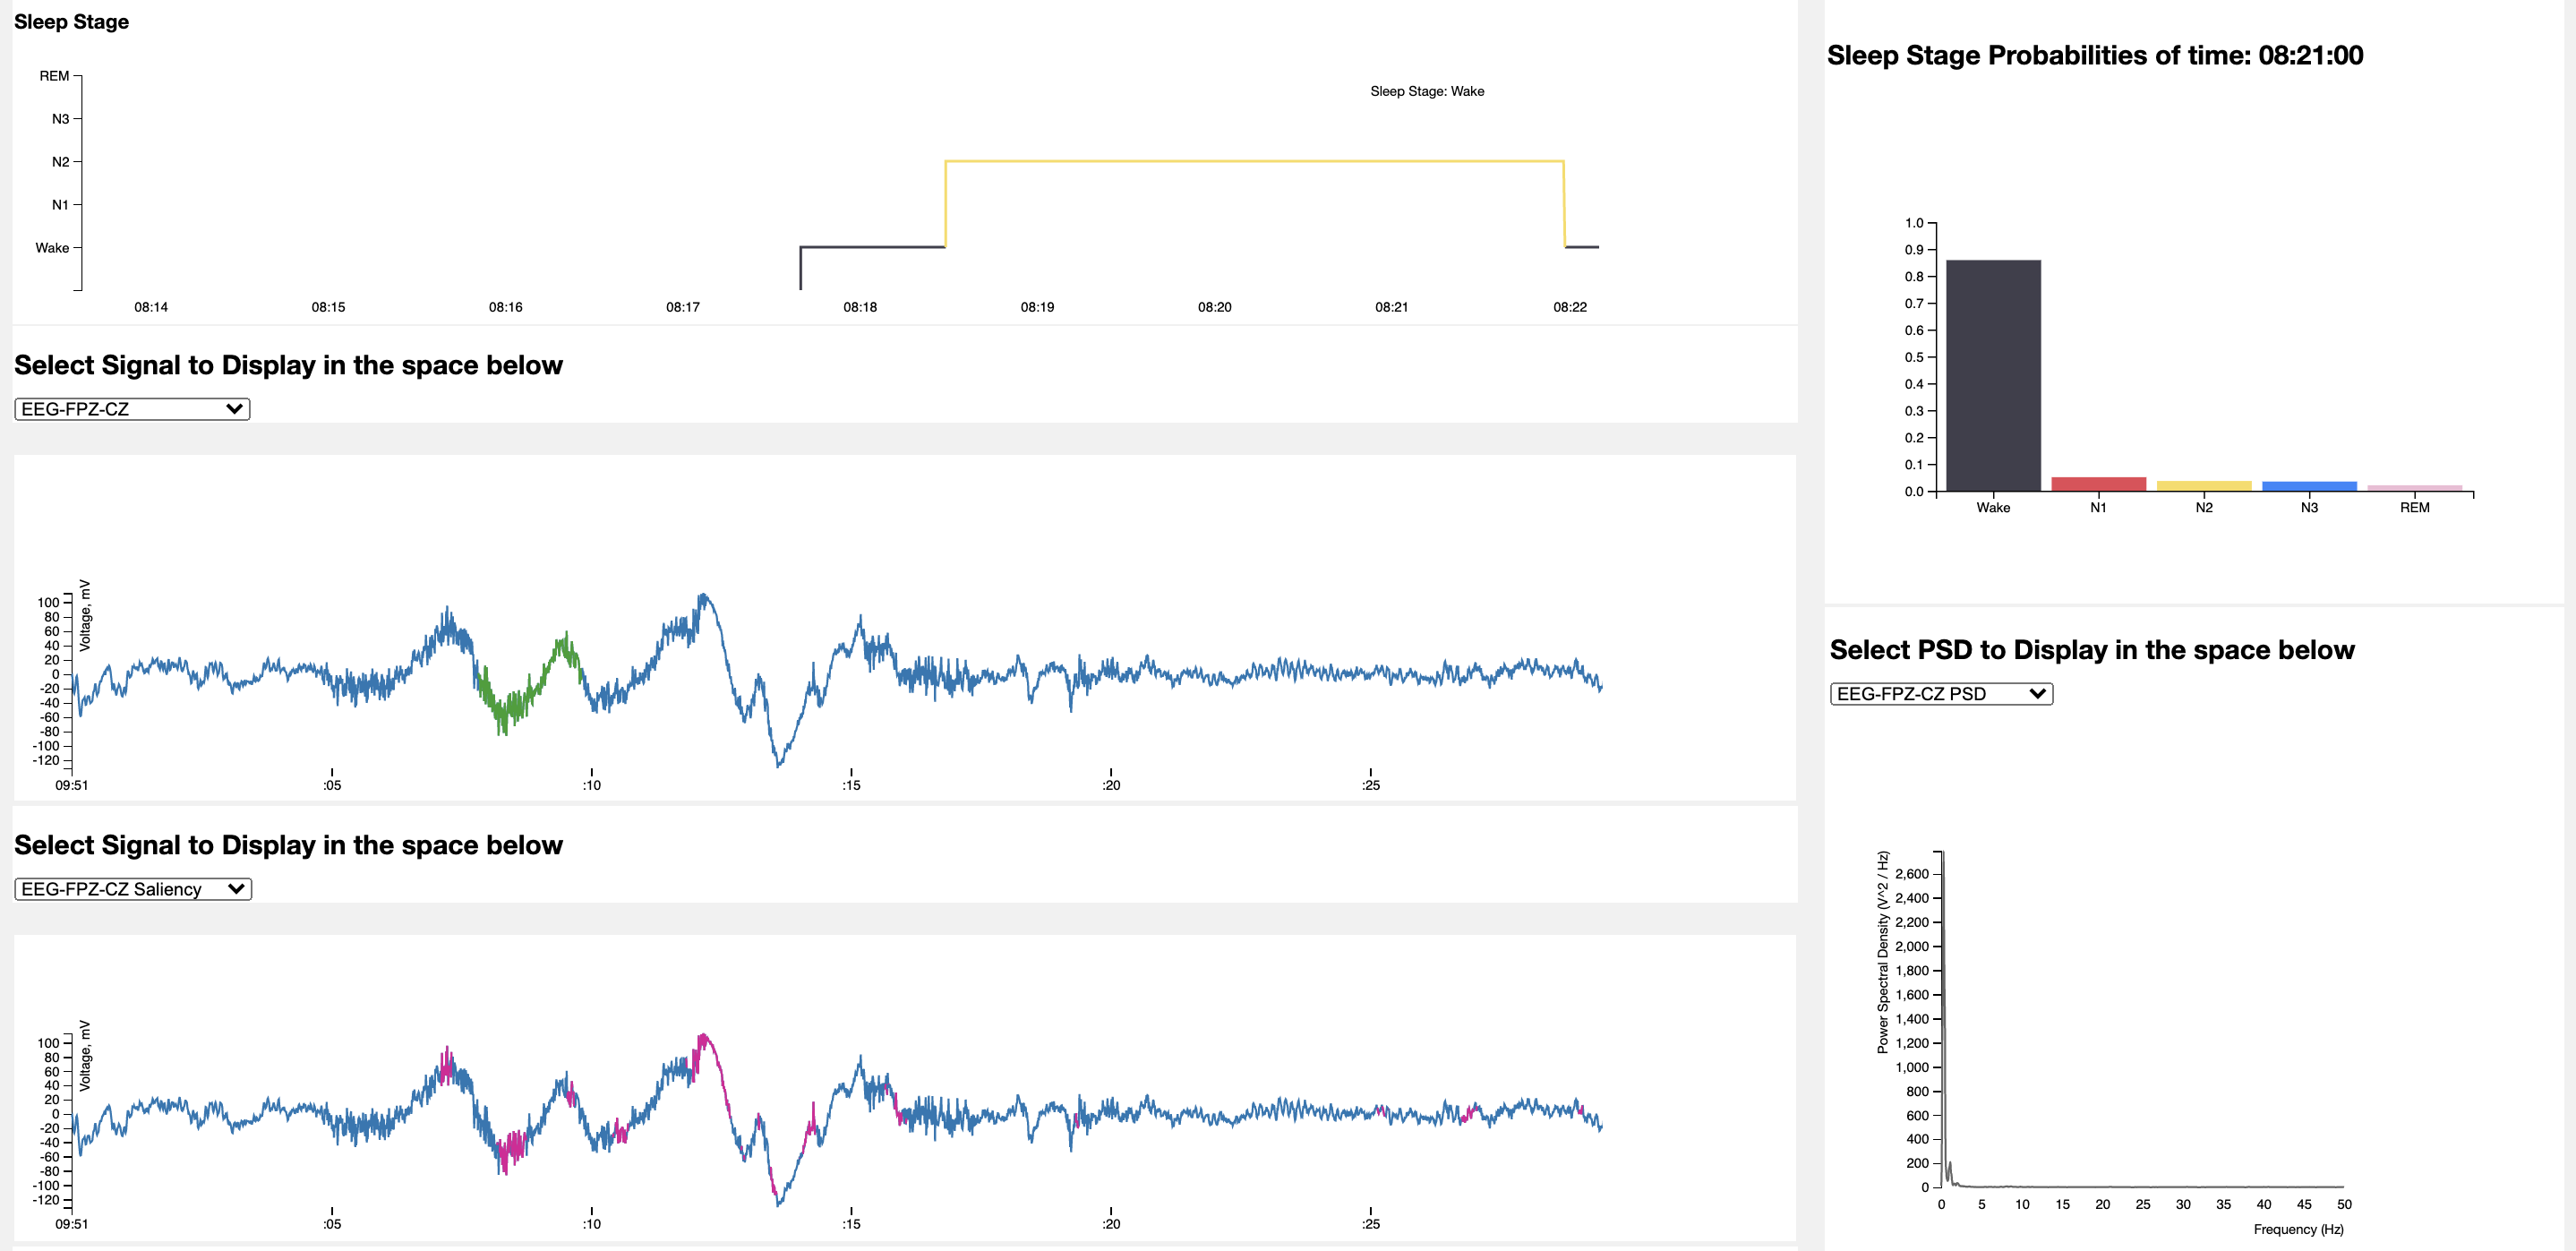 Sleep Stage
REM
N3
N2
N1
Wake
Sleep Stage: Wake
08:14 08:15 08:16 08:17 08:18 08:19 08:20 08:21 08:22
Select Signal to Display in the space below
EEG-FPZ-CZ
Voltage, mV
100
80
60
40
20
0
-20
-40
-60
-80
-100
-120
09:51 :05 :10 :15 :20 :25
Select Signal to Display in the space below
EEG-FPZ-CZ Saliency
Voltage, mV
100
80
60
40
20
0
-20
-40
-60
-80
-100
-120
09:51 :05 :10 :15 :20 :25
Sleep Stage Probabilities of time: 08:21:00
1.0
0.9
0.8
0.7
0.6
0.5
0.4
0.3
0.2
0.1
0.0
Wake N1 N2 N3 REM
Select PSD to Display in the space below
EEG-FPZ-CZ PSD
Power Spectral Density (V^2 / Hz)
2,600
2,400
2,200
2,000
1,800
1,600
1,400
1,200
1,000
800
600
400
200
0
0 5 10 15 20 25 30 35 40 45 50
Frequency (Hz)